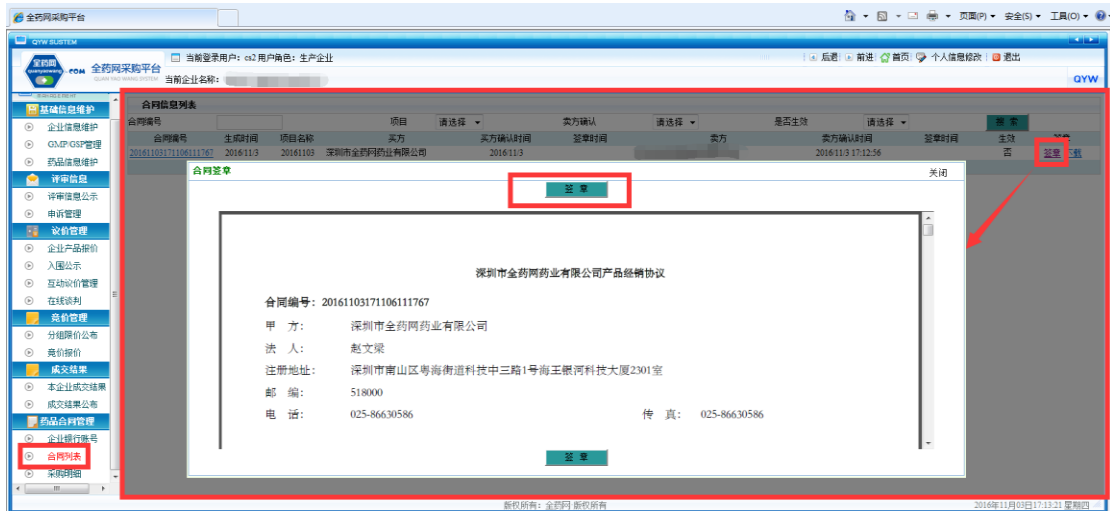 全药网采购平台
页面(P) 安全(S) 工具(O)
QYW SLISTEM
全药网 .COM 全药网采购平台
quanyaowang QUAN YAO WANG SYSTEM
当前登录用户：cs2 用户角色：生产企业
后退 前进 首页 个人信息修改 退出
当前企业名称：
QYW
基础信息维护
企业信息维护
GMP/GSP管理
药品信息维护
评审信息
评审信息公示
申诉管理
议价管理
企业产品报价
入围公示
互动议价管理
在线谈判
竞价管理
分组限价公布
竞价报价
成交结果
本企业成交结果
成交结果公布
药品合同管理
企业银行账号
合同列表
采购明细
合同信息列表
合同编号 项目 请选择 卖方确认 请选择 是否生效 请选择 搜 索
合同编号 生成时间 项目名称 买方 买方确认时间 签章时间 卖方 卖方确认时间 签章时间 生效 签章
20161103171106111767 2016/11/3 20161103 深圳市全药网药业有限公司 2016/11/3 2016/11/3 17:12:56 否 签章 下载
合同签章 关闭
签 章
深圳市全药网药业有限公司产品经销协议
合同编号：20161103171106111767
甲 方： 深圳市全药网药业有限公司
法 人： 赵文梁
注册地址： 深圳市南山区粤海街道科技中三路1号海王银河科技大厦2301室
邮 编： 518000
电 话： 025-86630586 传 真： 025-86630586
签 章
版权所有：全药网 版权所有
2016年11月03日17:13:21 星期四